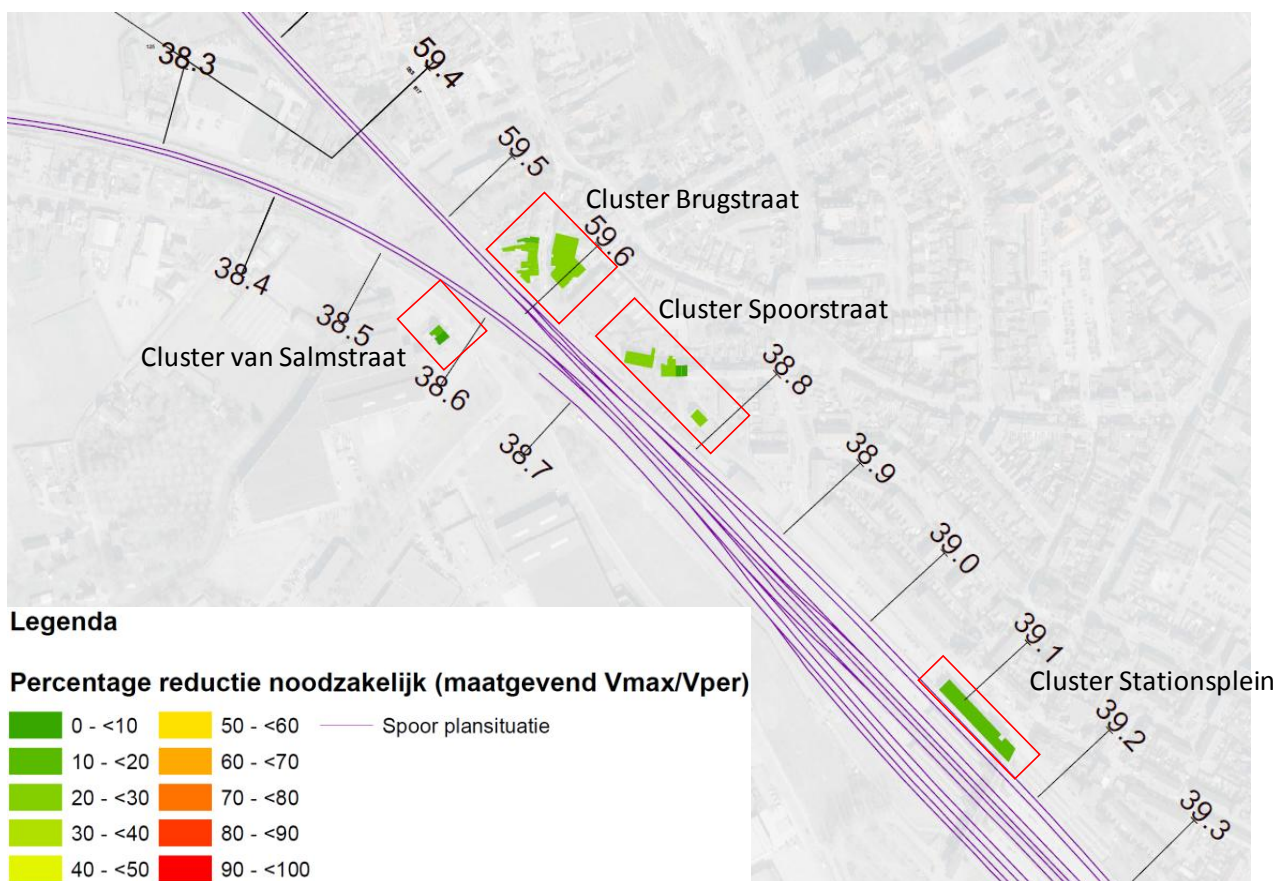 38.3
59.4
59.5
Cluster Brugstraat
59.6
38.4
Cluster Spoorstraat
38.5
Cluster van Salmstraat
38.8
38.6
38.7
38.9
39.0
39.1
Cluster Stationsplein
39.2
39.3
Legenda
Percentage reductie noodzakelijk (maatgevend Vmax/Vper)
0 - <10 50 - <60 Spoor plansituatie
10 - <20 60 - <70
20 - <30 70 - <80
30 - <40 80 - <90
40 - <50 90 - <100